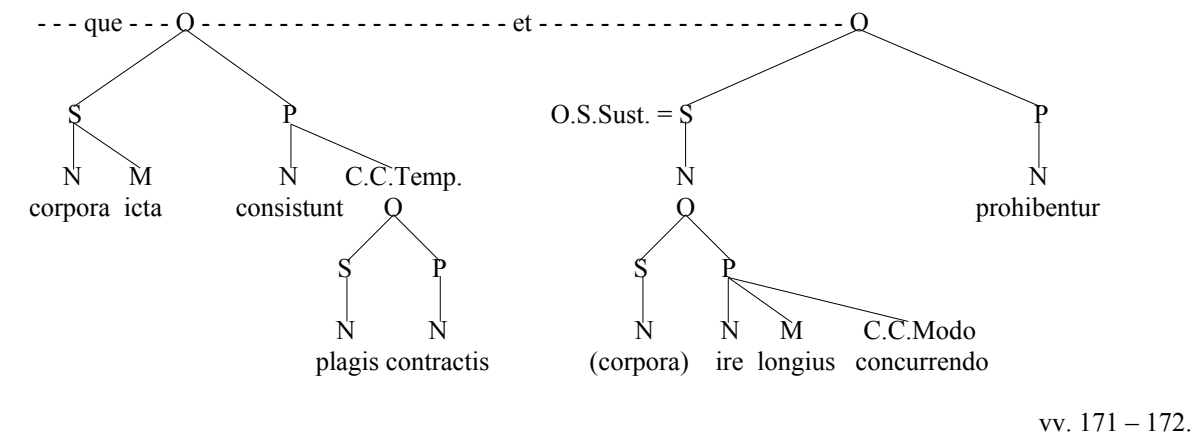 - - - que - - - O - - - - - - - - - - - - - - - - - - - - et - - - - - - - - - - - - - - - - - - - - O
S P O.S.Sust. = S P
N M N C.C.Temp. N N
corpora icta consistunt O O prohibentur
S P S P
N N N N M C.C.Modo
plagis contractis (corpora) ire longius concurrendo
vv. 171 – 172.